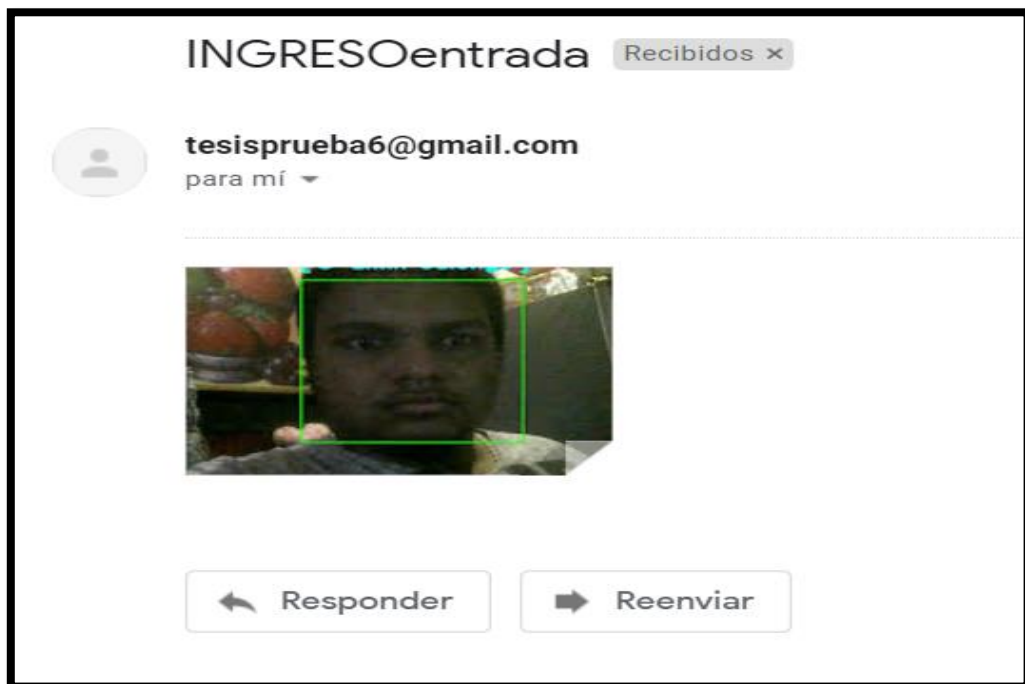 INGRESOentrada Recibidos ×
tesisprueba6@gmail.com
para mí
Responder Reenviar